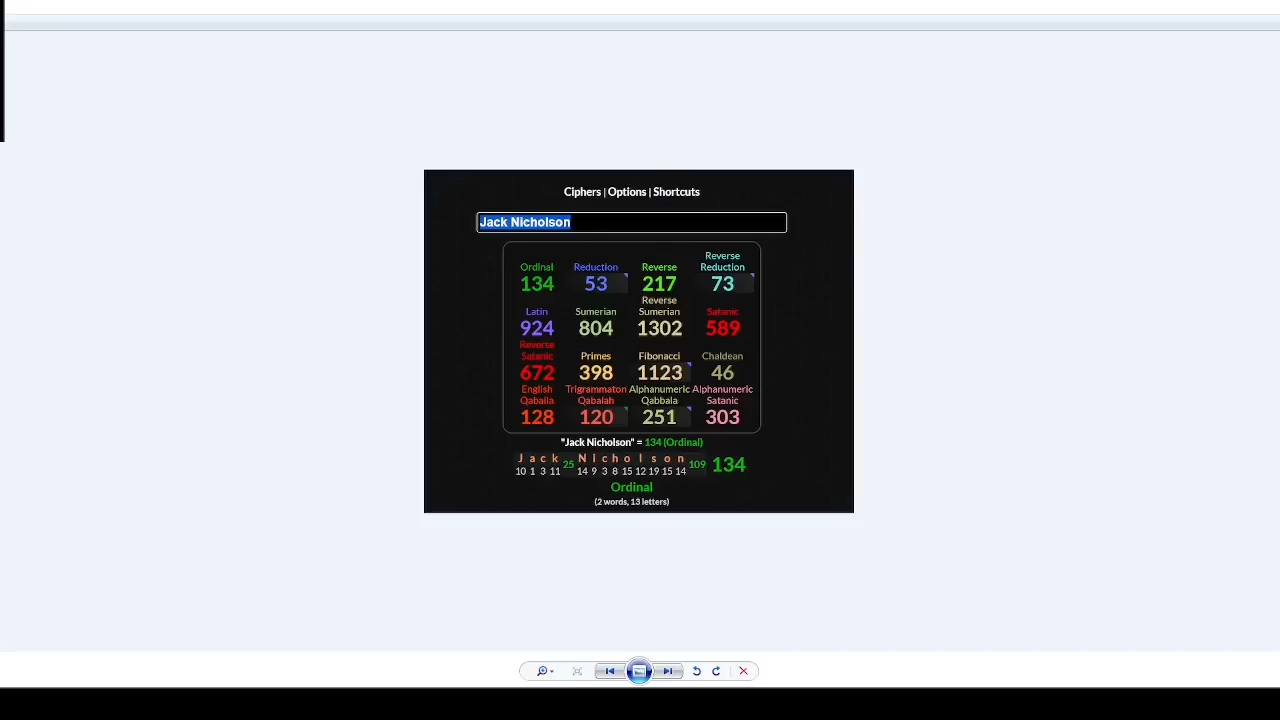 Ciphers | Options | Shortcuts
Jack Nicholson
Ordinal Reduction Reverse Reverse Reduction
134 53 217 73
Latin Sumerian Reverse Sumerian Satanic
924 804 1302 589
Reverse Satanic Primes Fibonacci Chaldean
672 398 1123 46
English Qaballa Trigrammaton Qabalah Alphanumeric Qabbala Alphanumeric Satanic
128 120 251 303
"Jack Nicholson" = 134 (Ordinal)
J a c k 25 N i c h o l s o n 109 134
10 1 3 11 14 9 3 8 15 12 19 15 14
Ordinal
(2 words, 13 letters)